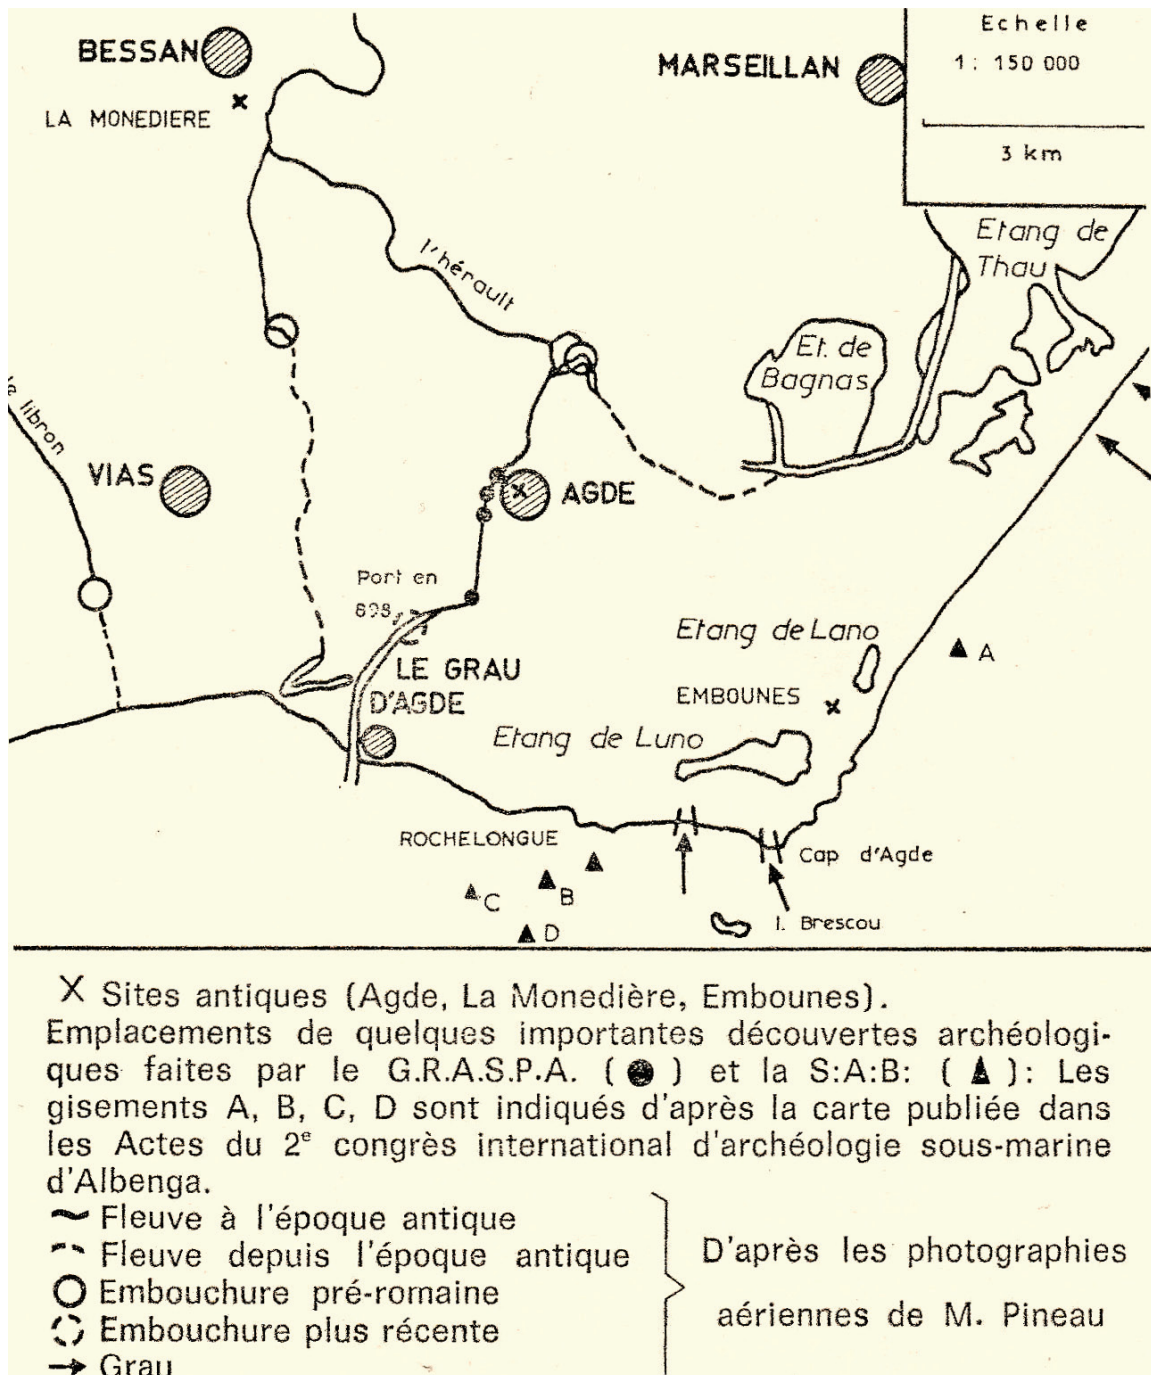 BESSAN
LA MONEDIERE
MARSEILLAN
Echelle
1 : 150 000
3 km
Etang de
Thau
l'hérault
Et. de
Bagnas
le libron
VIAS
AGDE
Port en
898
LE GRAU
D'AGDE
Etang de Lano
A
EMBOUNES
Etang de Luno
ROCHELONGUE
Cap d'Agde
C
B
D
I. Brescou
X Sites antiques (Agde, La Monedière, Embounes).
Emplacements de quelques importantes découvertes archéologi-
ques faites par le G.R.A.S.P.A. ( ● ) et la S:A:B: ( ▲ ): Les
gisements A, B, C, D sont indiqués d'après la carte publiée dans
les Actes du 2e congrès international d'archéologie sous-marine
d'Albenga.
Fleuve à l'époque antique
Fleuve depuis l'époque antique
Embouchure pré-romaine
Embouchure plus récente
→ Grau
D'après les photographies
aériennes de M. Pineau